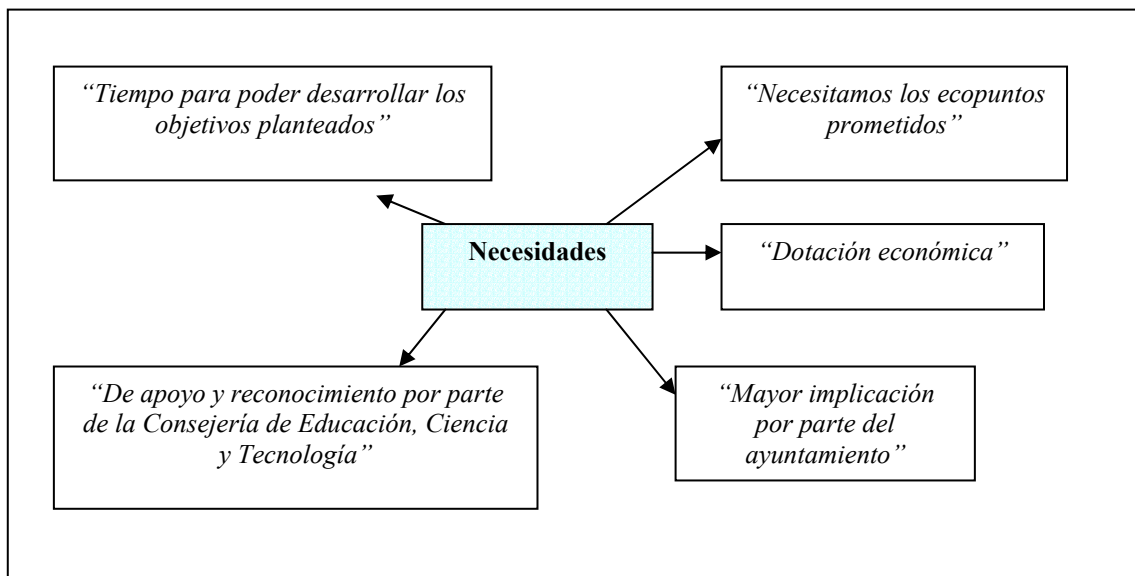 “Tiempo para poder desarrollar los
objetivos planteados”
“Necesitamos los ecopuntos
prometidos”
Necesidades
“Dotación económica”
“De apoyo y reconocimiento por parte
de la Consejería de Educación, Ciencia
y Tecnología”
“Mayor implicación
por parte del
ayuntamiento”